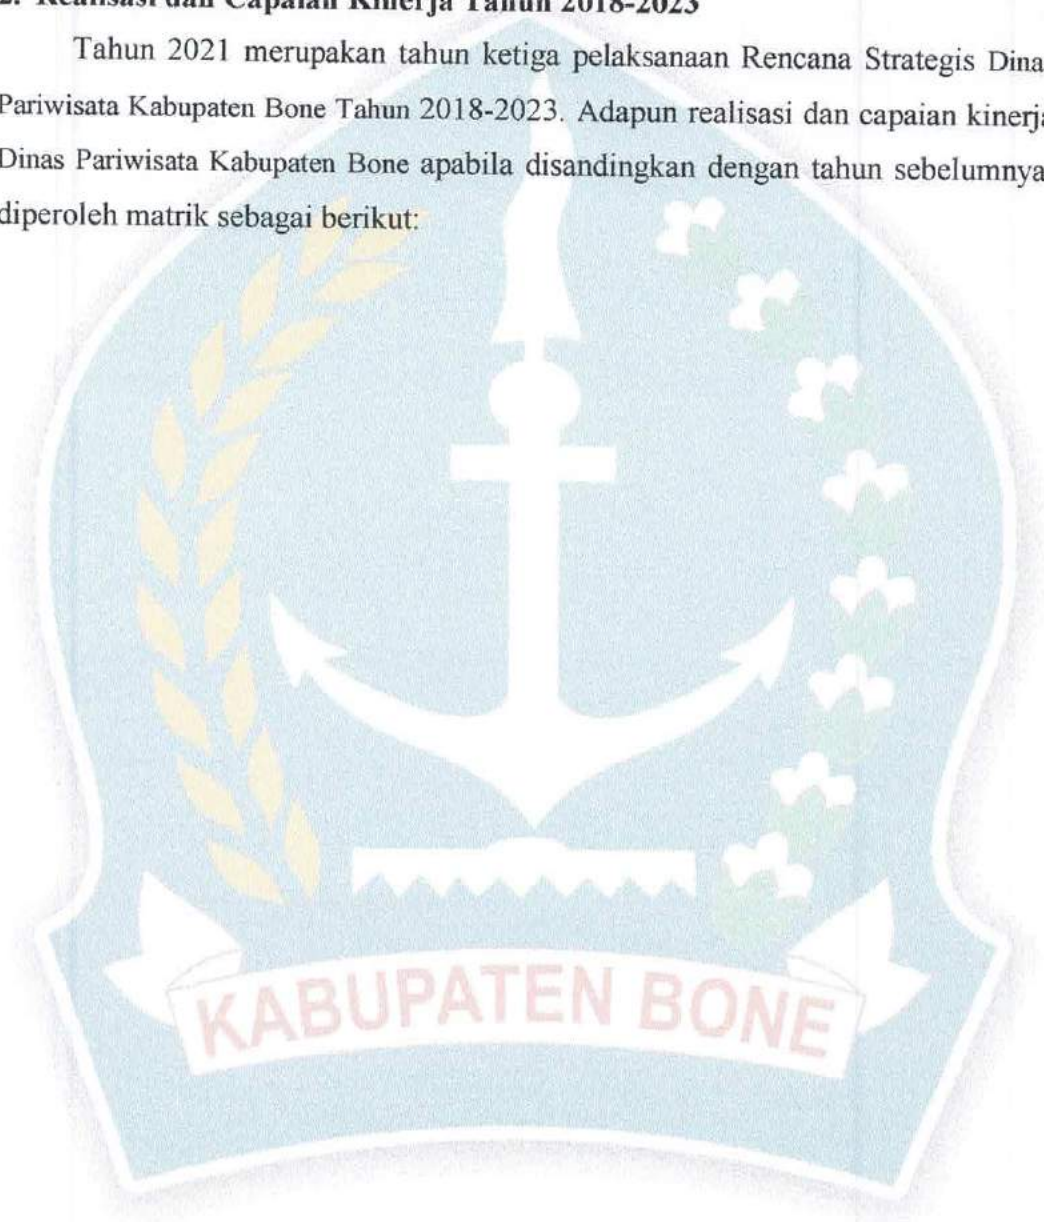 2. Realisasi dan Capaian Kinerja Tahun 2018-2023
Tahun 2021 merupakan tahun ketiga pelaksanaan Rencana Strategis Dina
Pariwisata Kabupaten Bone Tahun 2018-2023. Adapun realisasi dan capaian kinerja
Dinas Pariwisata Kabupaten Bone apabila disandingkan dengan tahun sebelumnya
diperoleh matrik sebagai berikut:
KABUPATEN BONE